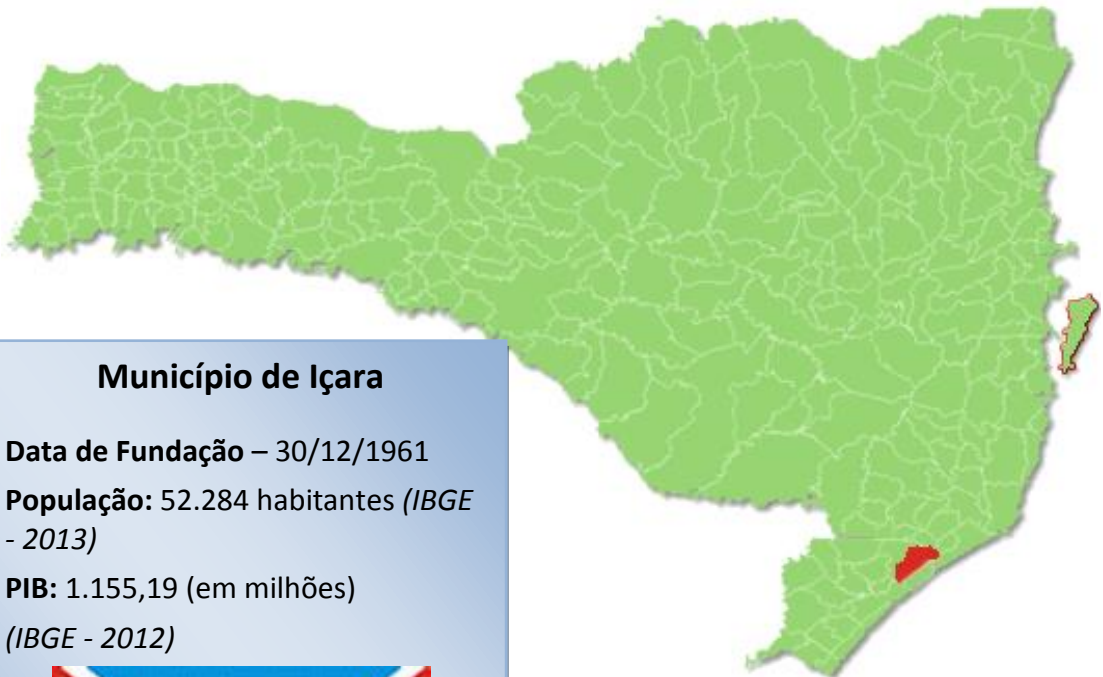 Município de Içara
Data de Fundação – 30/12/1961
População: 52.284 habitantes (IBGE
- 2013)
PIB: 1.155,19 (em milhões)
(IBGE - 2012)